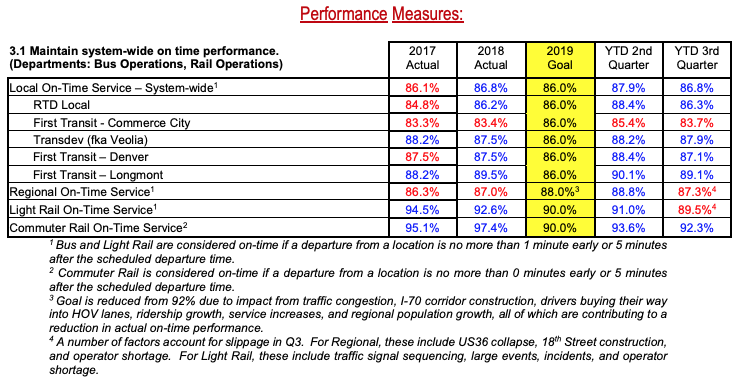 Performance Measures:
3.1 Maintain system-wide on time performance. (Departments: Bus Operations, Rail Operations) 2017 Actual 2018 Actual 2019 Goal YTD 2nd Quarter YTD 3rd Quarter
Local On-Time Service – System-wide1 86.1% 86.8% 86.0% 87.9% 86.8%
RTD Local 84.8% 86.2% 86.0% 88.4% 86.3%
First Transit - Commerce City 83.3% 83.4% 86.0% 85.4% 83.7%
Transdev (fka Veolia) 88.2% 87.5% 86.0% 88.2% 87.9%
First Transit – Denver 87.5% 87.5% 86.0% 88.4% 87.1%
First Transit – Longmont 88.2% 89.5% 86.0% 90.1% 89.1%
Regional On-Time Service1 86.3% 87.0% 88.0%3 88.8% 87.3%4
Light Rail On-Time Service1 94.5% 92.6% 90.0% 91.0% 89.5%4
Commuter Rail On-Time Service2 95.1% 97.4% 90.0% 93.6% 92.3%
1 Bus and Light Rail are considered on-time if a departure from a location is no more than 1 minute early or 5 minutes
after the scheduled departure time.
2 Commuter Rail is considered on-time if a departure from a location is no more than 0 minutes early or 5 minutes
after the scheduled departure time.
3 Goal is reduced from 92% due to impact from traffic congestion, I-70 corridor construction, drivers buying their way
into HOV lanes, ridership growth, service increases, and regional population growth, all of which are contributing to a
reduction in actual on-time performance.
4 A number of factors account for slippage in Q3. For Regional, these include US36 collapse, 18th Street construction,
and operator shortage. For Light Rail, these include traffic signal sequencing, large events, incidents, and operator
shortage.